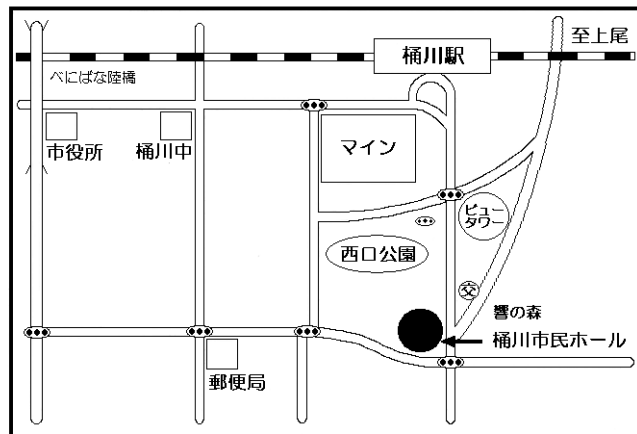 至上尾
桶川駅
べにばな陸橋
マイン
市役所
桶川中
ビュー
タワー
西口公園
交
響の森
桶川市民ホール
郵便局